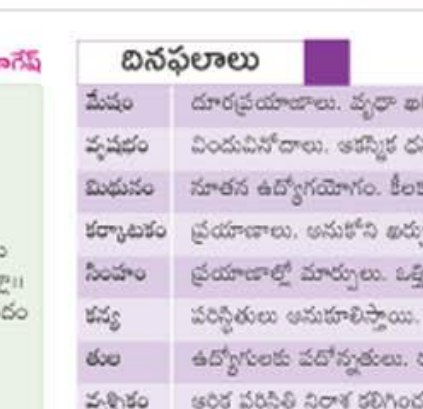 దినఫలాలు
మేషం దూరప్రయాణాలు. వృథా
వృషభం విందువినోదాలు. ఆకస్మిక
మిథునం నూతన ఉద్యోగయోగం.
కర్కాటకం ప్రయాణాలు. అనుకోని
సింహం ప్రయాణాల్లో మార్పులు.
కన్య పరిస్థితులు అనుకూలిస్తాయి.
తుల ఉద్యోగులకు పదోన్నతులు.
వృశ్చికం ఆర్థిక పరిస్థితి నిరాశ